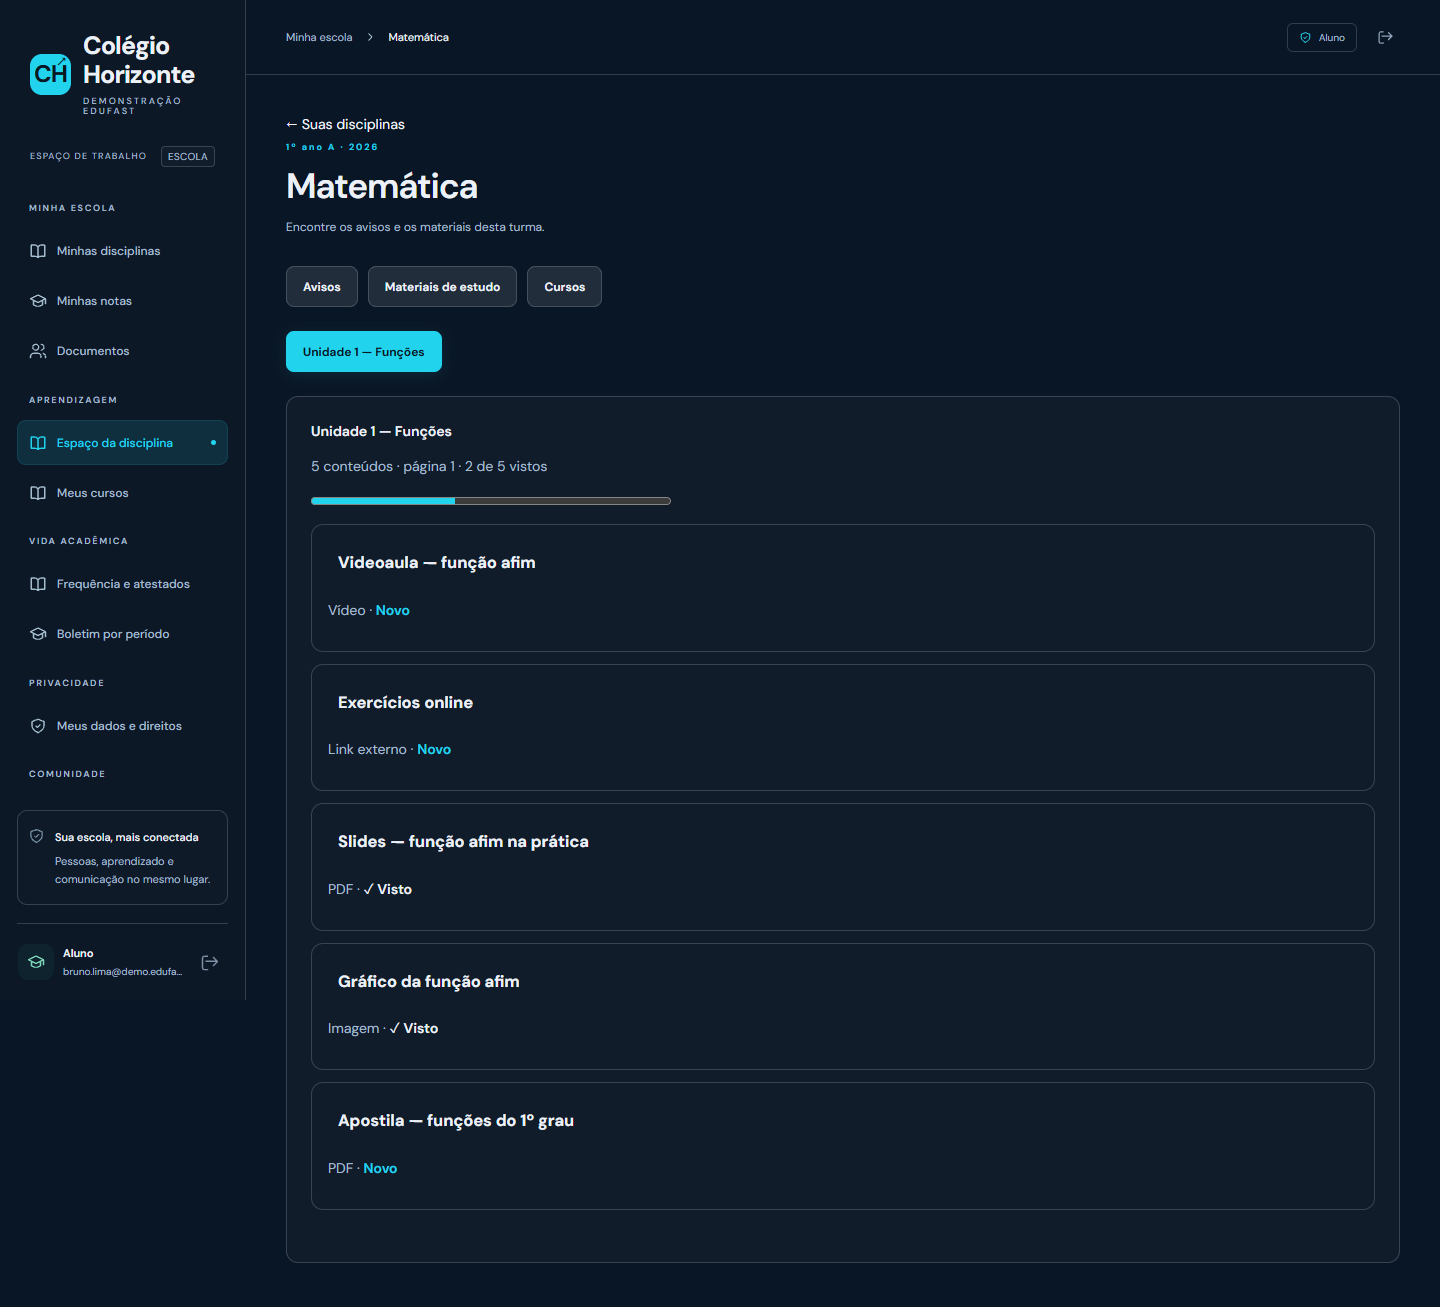 CH
Colégio
Horizonte
DEMONSTRAÇÃO
EDUFAST
ESPAÇO DE TRABALHO
ESCOLA
MINHA ESCOLA
Minhas disciplinas
Minhas notas
Documentos
APRENDIZAGEM
Espaço da disciplina
Meus cursos
VIDA ACADÊMICA
Frequência e atestados
Boletim por período
PRIVACIDADE
Meus dados e direitos
COMUNIDADE
Sua escola, mais conectada
Pessoas, aprendizado e
comunicação no mesmo lugar.
Aluno
bruno.lima@demo.edufa...
Minha escola > Matemática
Aluno
← Suas disciplinas
1º ano A · 2026
Matemática
Encontre os avisos e os materiais desta turma.
Avisos
Materiais de estudo
Cursos
Unidade 1 — Funções
Unidade 1 — Funções
5 conteúdos · página 1 · 2 de 5 vistos
Videoaula — função afim
Vídeo · Novo
Exercícios online
Link externo · Novo
Slides — função afim na prática
PDF · ✓ Visto
Gráfico da função afim
Imagem · ✓ Visto
Apostila — funções do 1º grau
PDF · Novo